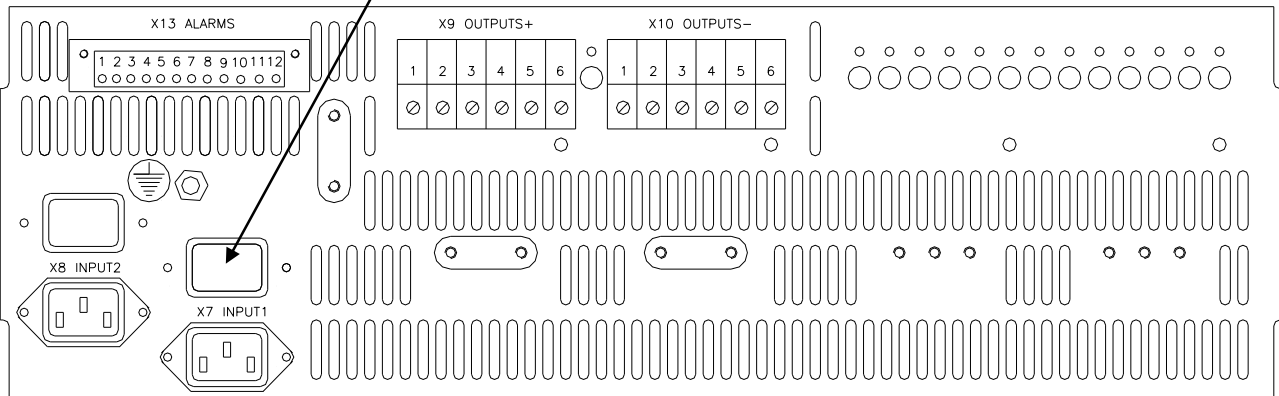 X13 ALARMS
1 2 3 4 5 6 7 8 9 10 11 12
X9 OUTPUTS+
1 2 3 4 5 6
X10 OUTPUTS-
1 2 3 4 5 6
X8 INPUT2
X7 INPUT1